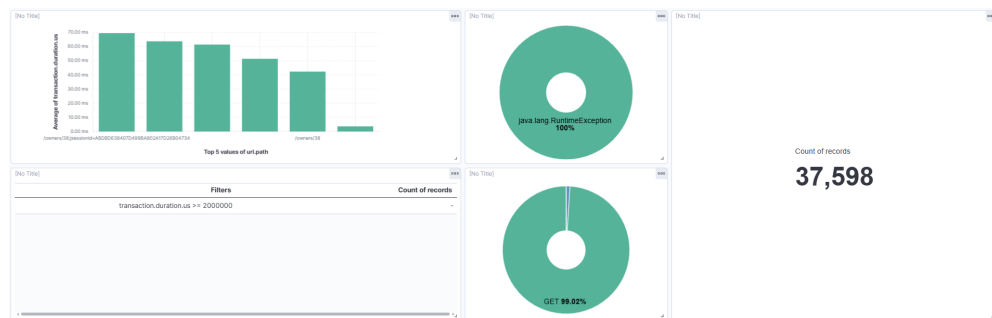 [No Title]
70.00 ms
60.00 ms
50.00 ms
40.00 ms
30.00 ms
20.00 ms
10.00 ms
0.00 ms
Average of transaction.duration.us
/owners/38
Top 5 values of url.path
[No Title]
java.lang.RuntimeException
100%
[No Title]
Count of records
37,598
[No Title]
Filters Count of records
transaction.duration.us >= 2000000 -
[No Title]
GET 99.02%